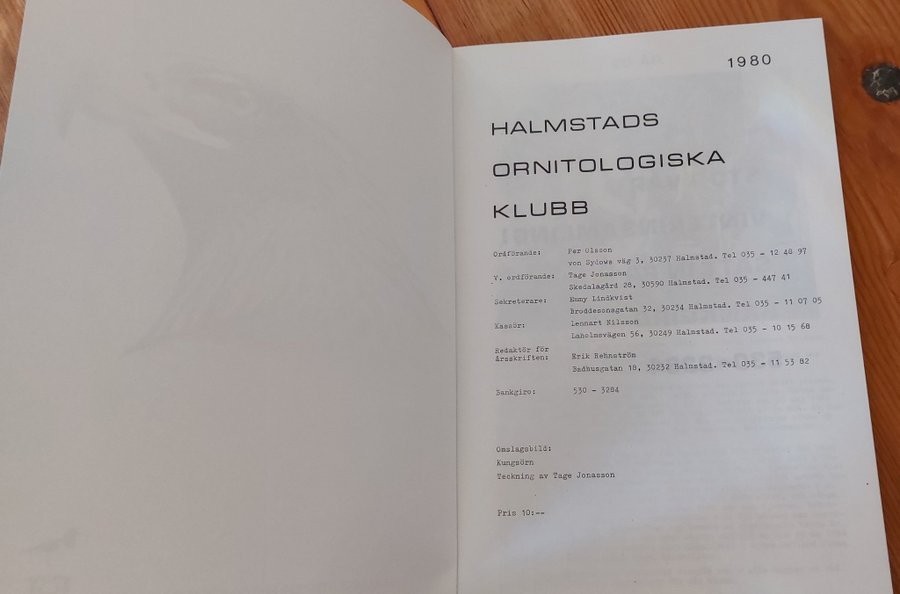 1980
HALMSTADS
ORNITOLOGISKA
KLUBB
Ordförande: Per Olsson
von Sydows väg 3, 30237 Halmstad. Tel 035 - 12 48 97
V. ordförande: Tage Jonasson
Skedalagård 28, 30590 Halmstad. Tel 035 - 447 41
Sekreterare: Emmy Lindkvist
Broddesonsgatan 32, 30234 Halmstad. Tel 035 - 11 07 05
Kassör: Lennart Nilsson
Laholmsvägen 56, 30249 Halmstad. Tel 035 - 10 15 68
Redaktör för
årsskriften: Erik Rehnström
Badhusgatan 18, 30232 Halmstad. Tel 035 - 11 53 82
Bankgiro: 530 - 3284
Omslagsbild:
Kungsörn
Teckning av Tage Jonasson
Pris 10:--